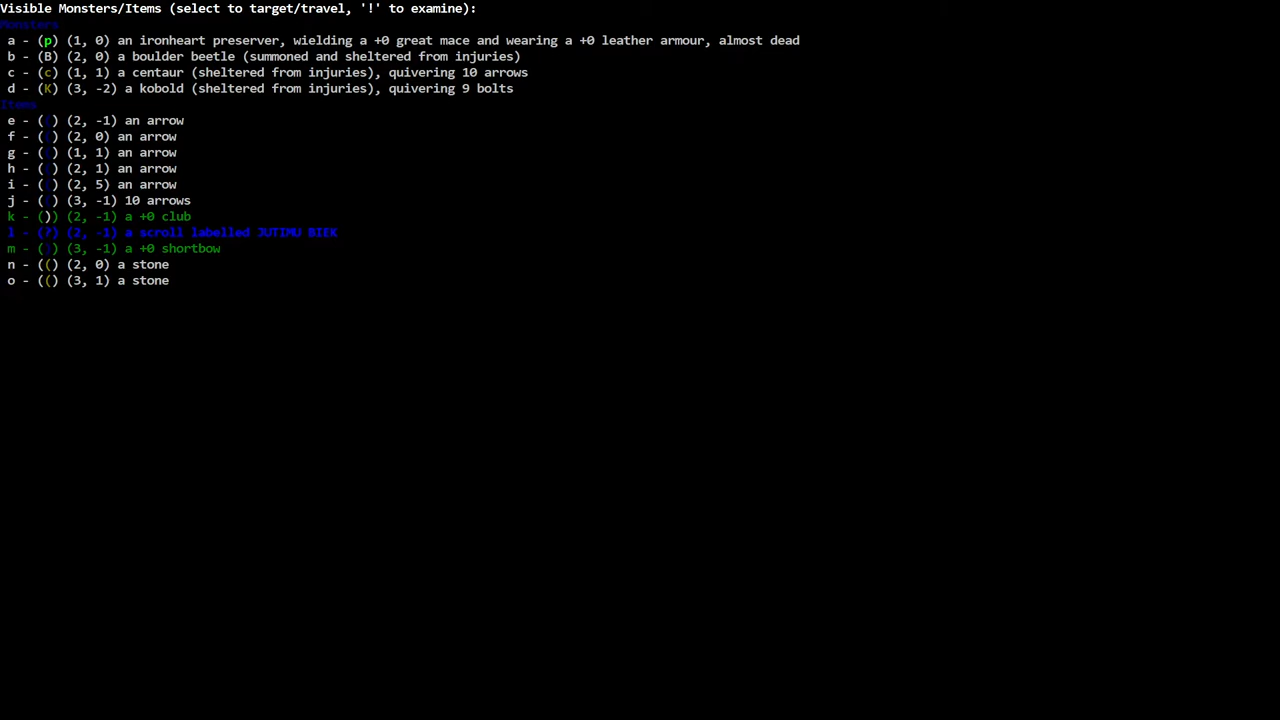 Visible Monsters/Items (select to target/travel, '!' to examine):
Monsters
a - (p) (1, 0) an ironheart preserver, wielding a +0 great mace and wearing a +0 leather armour, almost dead
b - (B) (2, 0) a boulder beetle (summoned and sheltered from injuries)
c - (c) (1, 1) a centaur (sheltered from injuries), quivering 10 arrows
d - (K) (3, -2) a kobold (sheltered from injuries), quivering 9 bolts
Items
e - (() (2, -1) an arrow
f - (() (2, 0) an arrow
g - (() (1, 1) an arrow
h - (() (2, 1) an arrow
i - (() (2, 5) an arrow
j - (() (3, -1) 10 arrows
k - ()) (2, -1) a +0 club
l - (?) (2, -1) a scroll labelled JUTIMU BIEK
m - ()) (3, -1) a +0 shortbow
n - (() (2, 0) a stone
o - (() (3, 1) a stone